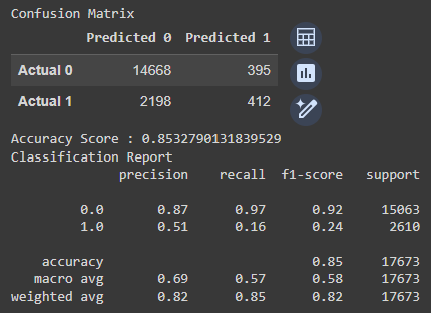 Confusion Matrix
Predicted 0 Predicted 1
Actual 0 14668 395
Actual 1 2198 412
Accuracy Score : 0.8532790131839529
Classification Report
precision recall f1-score support
0.0 0.87 0.97 0.92 15063
1.0 0.51 0.16 0.24 2610
accuracy 0.85 17673
macro avg 0.69 0.57 0.58 17673
weighted avg 0.82 0.85 0.82 17673